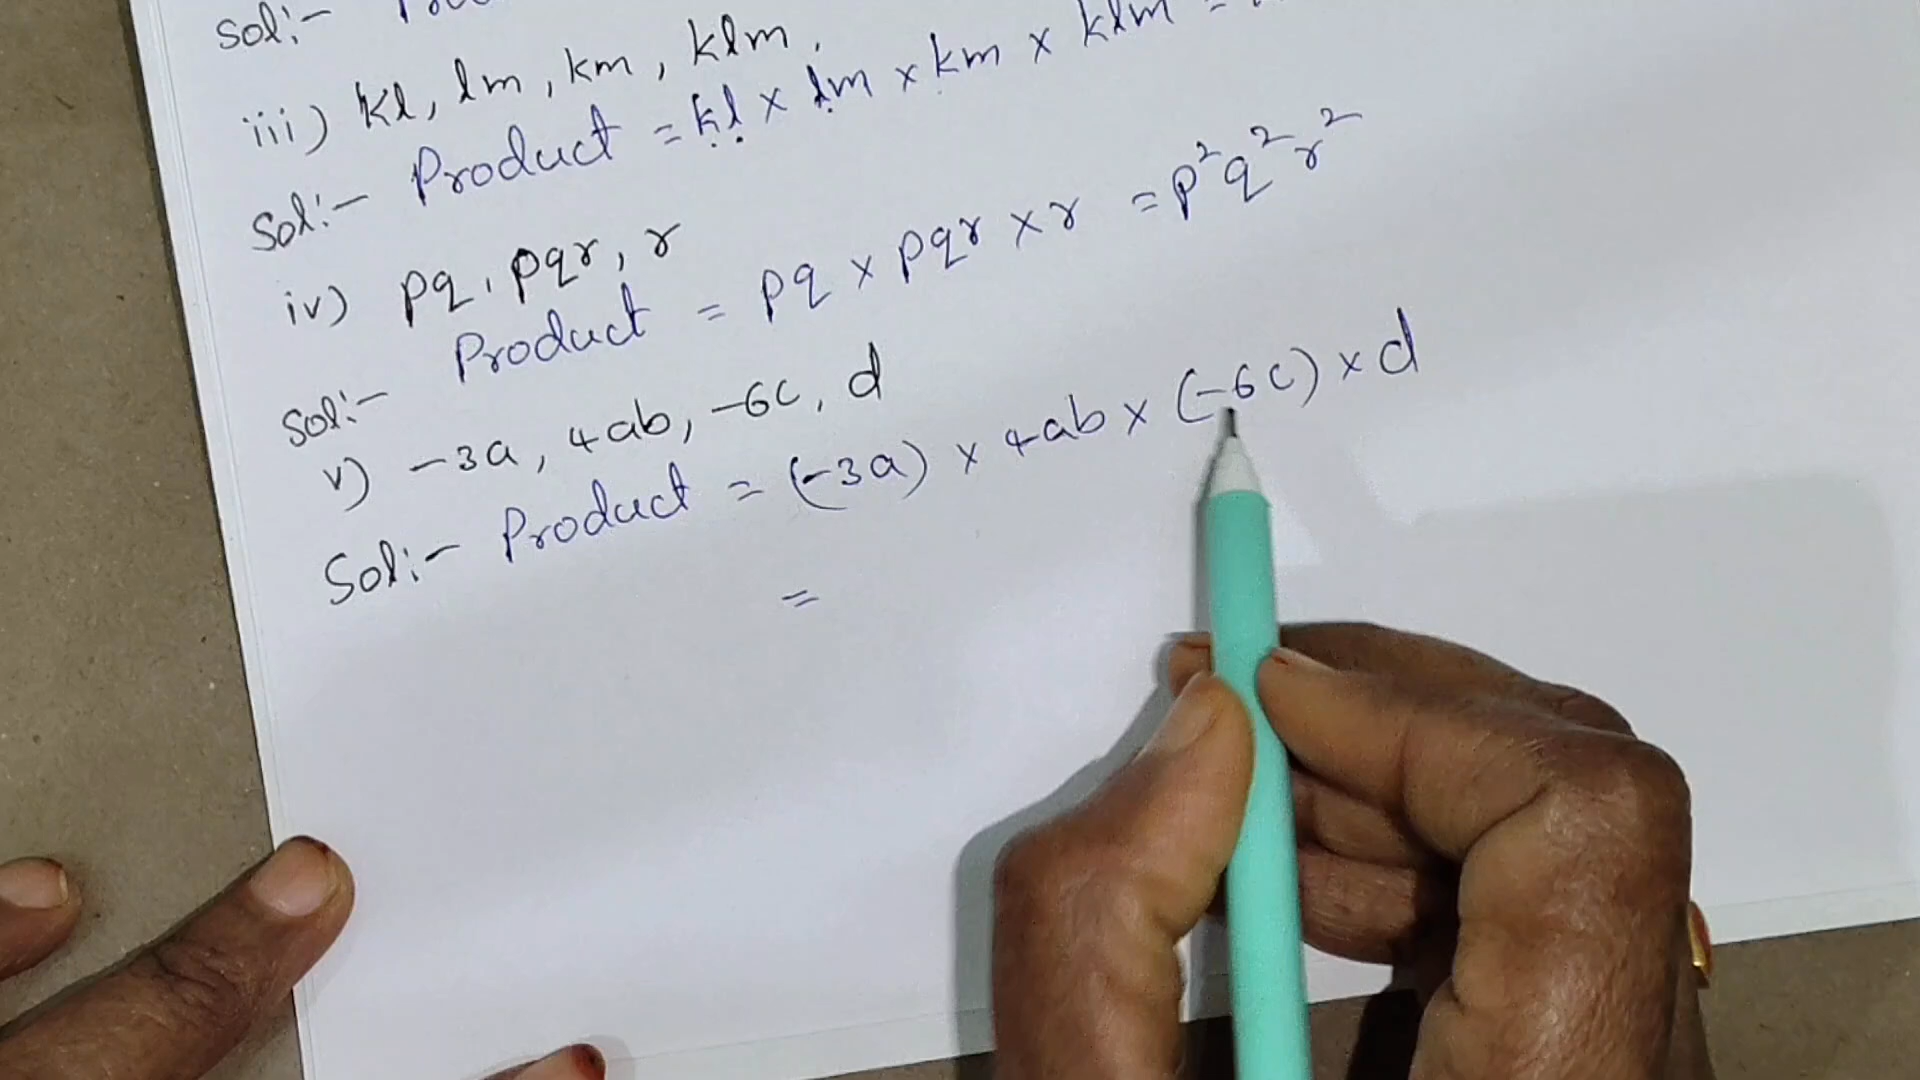 Sol:-
iii) kl, lm, km, klm.
Sol:- Product = kl × lm × km × klm =
iv) pq, pqr, r
Sol:- Product = pq × pqr × r = p²q²r²
v) -3a, 4ab, -6c, d
Sol:- Product = (-3a) × 4ab × (-6c) × d
=